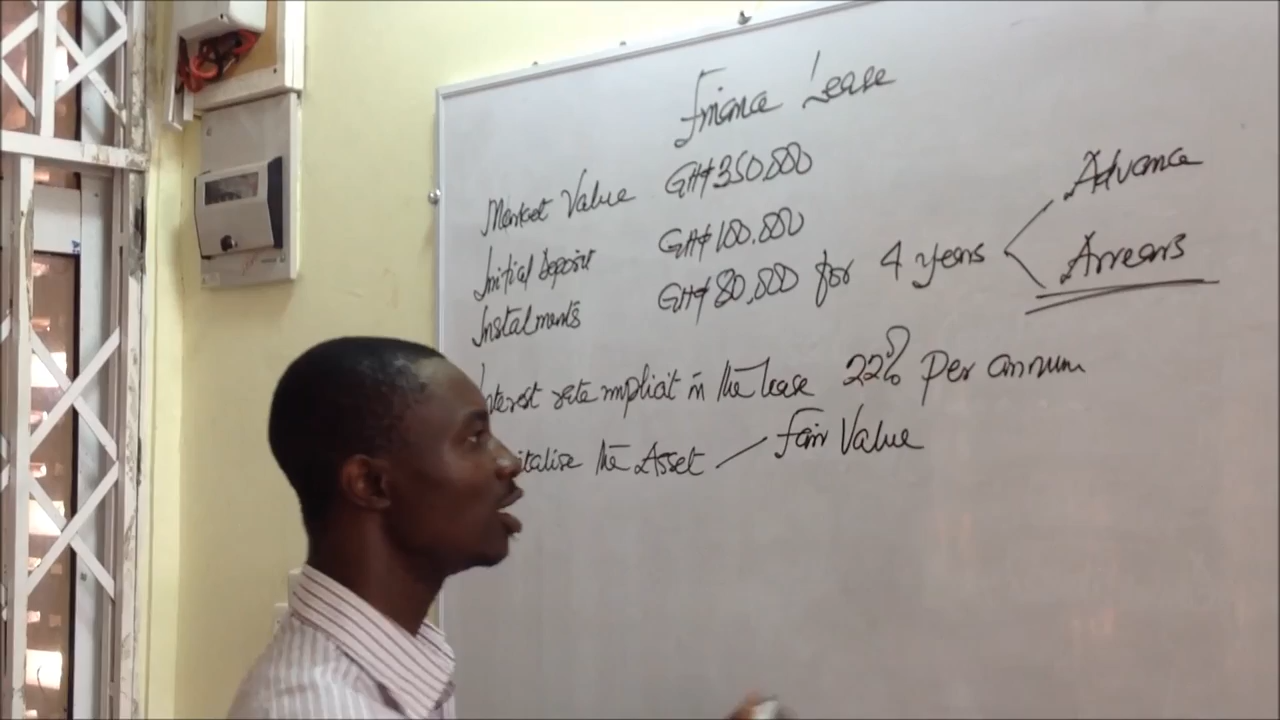 Finance Lease
Market Value GH¢350,000
Initial Deposit GH¢100,000
Instalments GH¢80,000 for 4 years
Advance
Arrears
Interest rate implicit in the lease 22% per annum
italise the Asset Fair Value